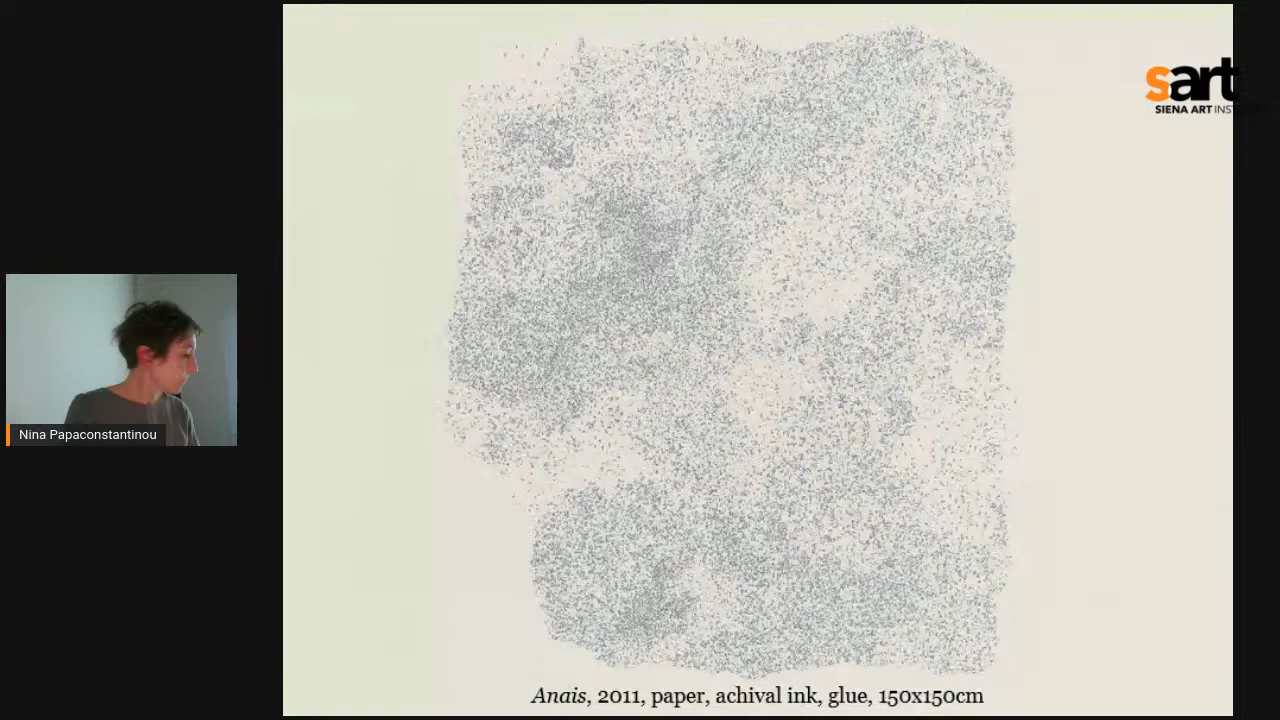 sart
SIENA ART INS
Nina Papaconstantinou
Anais, 2011, paper, achival ink, glue, 150x150cm